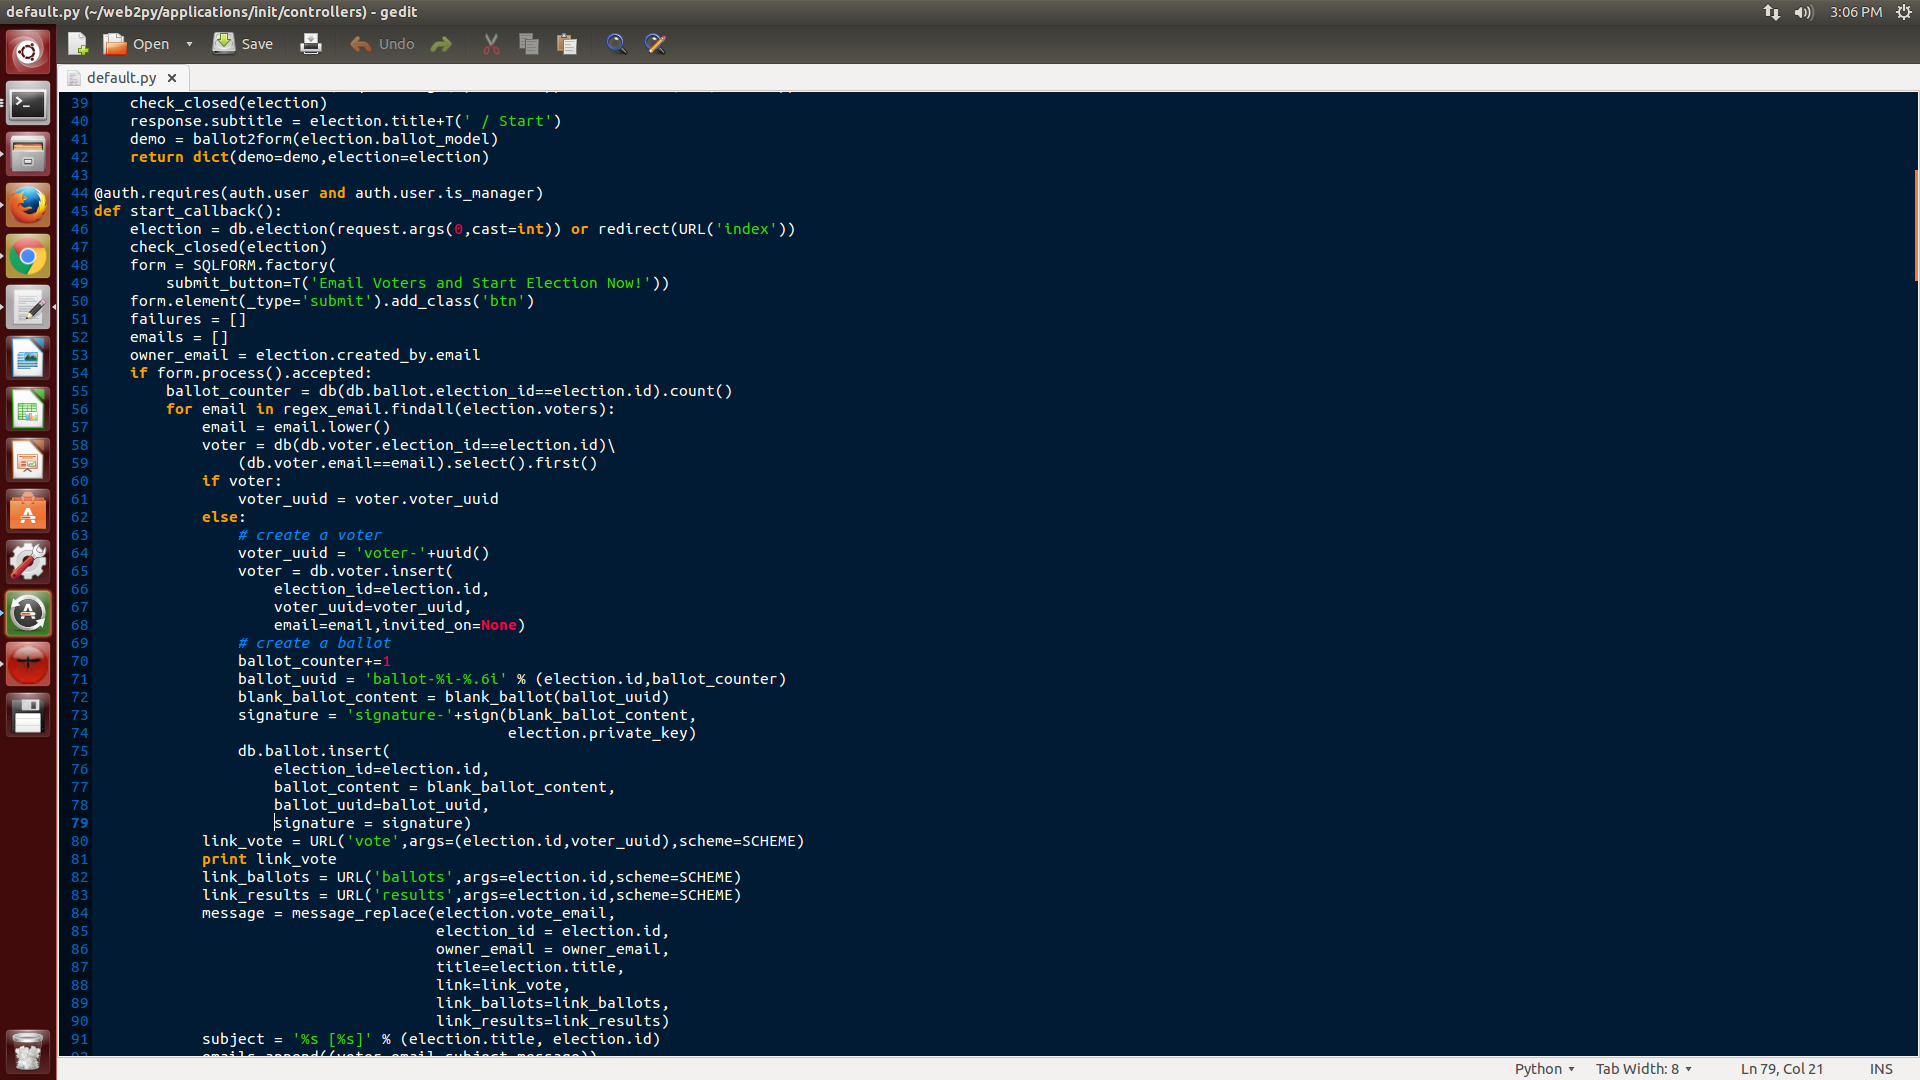 default.py (~/web2py/applications/init/controllers) - gedit
3:06 PM
Open Save Undo
default.py ×
39     check_closed(election)
40     response.subtitle = election.title+T(' / Start')
41     demo = ballot2form(election.ballot_model)
42     return dict(demo=demo,election=election)
43
44 @auth.requires(auth.user and auth.user.is_manager)
45 def start_callback():
46     election = db.election(request.args(0,cast=int)) or redirect(URL('index'))
47     check_closed(election)
48     form = SQLFORM.factory(
49         submit_button=T('Email Voters and Start Election Now!'))
50     form.element(_type='submit').add_class('btn')
51     failures = []
52     emails = []
53     owner_email = election.created_by.email
54     if form.process().accepted:
55         ballot_counter = db(db.ballot.election_id==election.id).count()
56         for email in regex_email.findall(election.voters):
57             email = email.lower()
58             voter = db(db.voter.election_id==election.id)\
59                 (db.voter.email==email).select().first()
60             if voter:
61                 voter_uuid = voter.voter_uuid
62             else:
63                 # create a voter
64                 voter_uuid = 'voter-'+uuid()
65                 voter = db.voter.insert(
66                     election_id=election.id,
67                     voter_uuid=voter_uuid,
68                     email=email,invited_on=None)
69                 # create a ballot
70                 ballot_counter+=1
71                 ballot_uuid = 'ballot-%i-%.6i' % (election.id,ballot_counter)
72                 blank_ballot_content = blank_ballot(ballot_uuid)
73                 signature = 'signature-'+sign(blank_ballot_content,
74                                               election.private_key)
75                 db.ballot.insert(
76                     election_id=election.id,
77                     ballot_content = blank_ballot_content,
78                     ballot_uuid=ballot_uuid,
79                     signature = signature)
80             link_vote = URL('vote',args=(election.id,voter_uuid),scheme=SCHEME)
81             print link_vote
82             link_ballots = URL('ballots',args=election.id,scheme=SCHEME)
83             link_results = URL('results',args=election.id,scheme=SCHEME)
84             message = message_replace(election.vote_email,
85                                       election_id = election.id,
86                                       owner_email = owner_email,
87                                       title=election.title,
88                                       link=link_vote,
89                                       link_ballots=link_ballots,
90                                       link_results=link_results)
91             subject = '%s [%s]' % (election.title, election.id)
92             emails.append((voter,email,subject,message))
Python Tab Width: 8 Ln 79, Col 21 INS